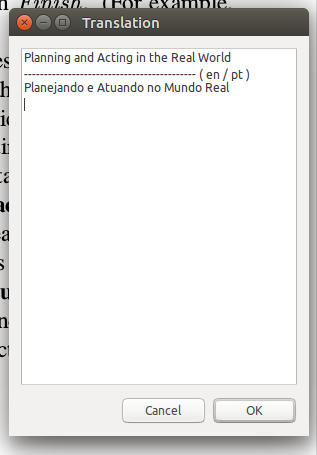 Finish. (For example,
Translation
Planning and Acting in the Real World
------------------------------------------- ( en / pt )
Planejando e Atuando no Mundo Real
Cancel
OK